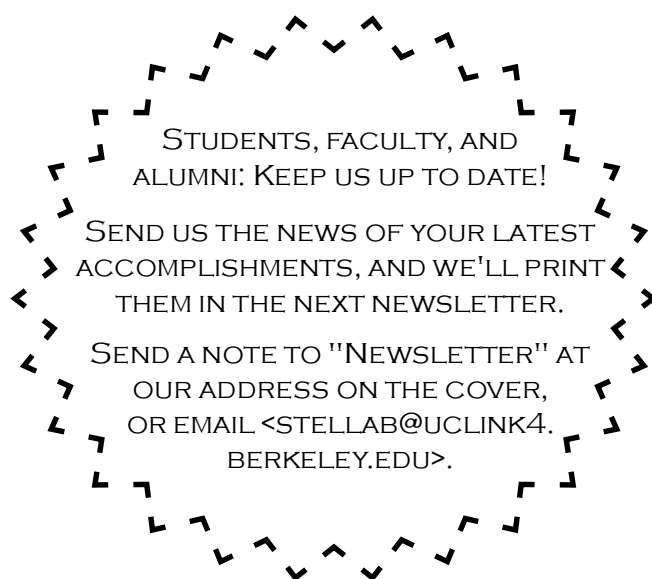 Students, faculty, and
alumni: Keep us up to date!
Send us the news of your latest
accomplishments, and we'll print
them in the next newsletter.
Send a note to "Newsletter" at
our address on the cover,
or email <stellab@uclink4.
berkeley.edu>.